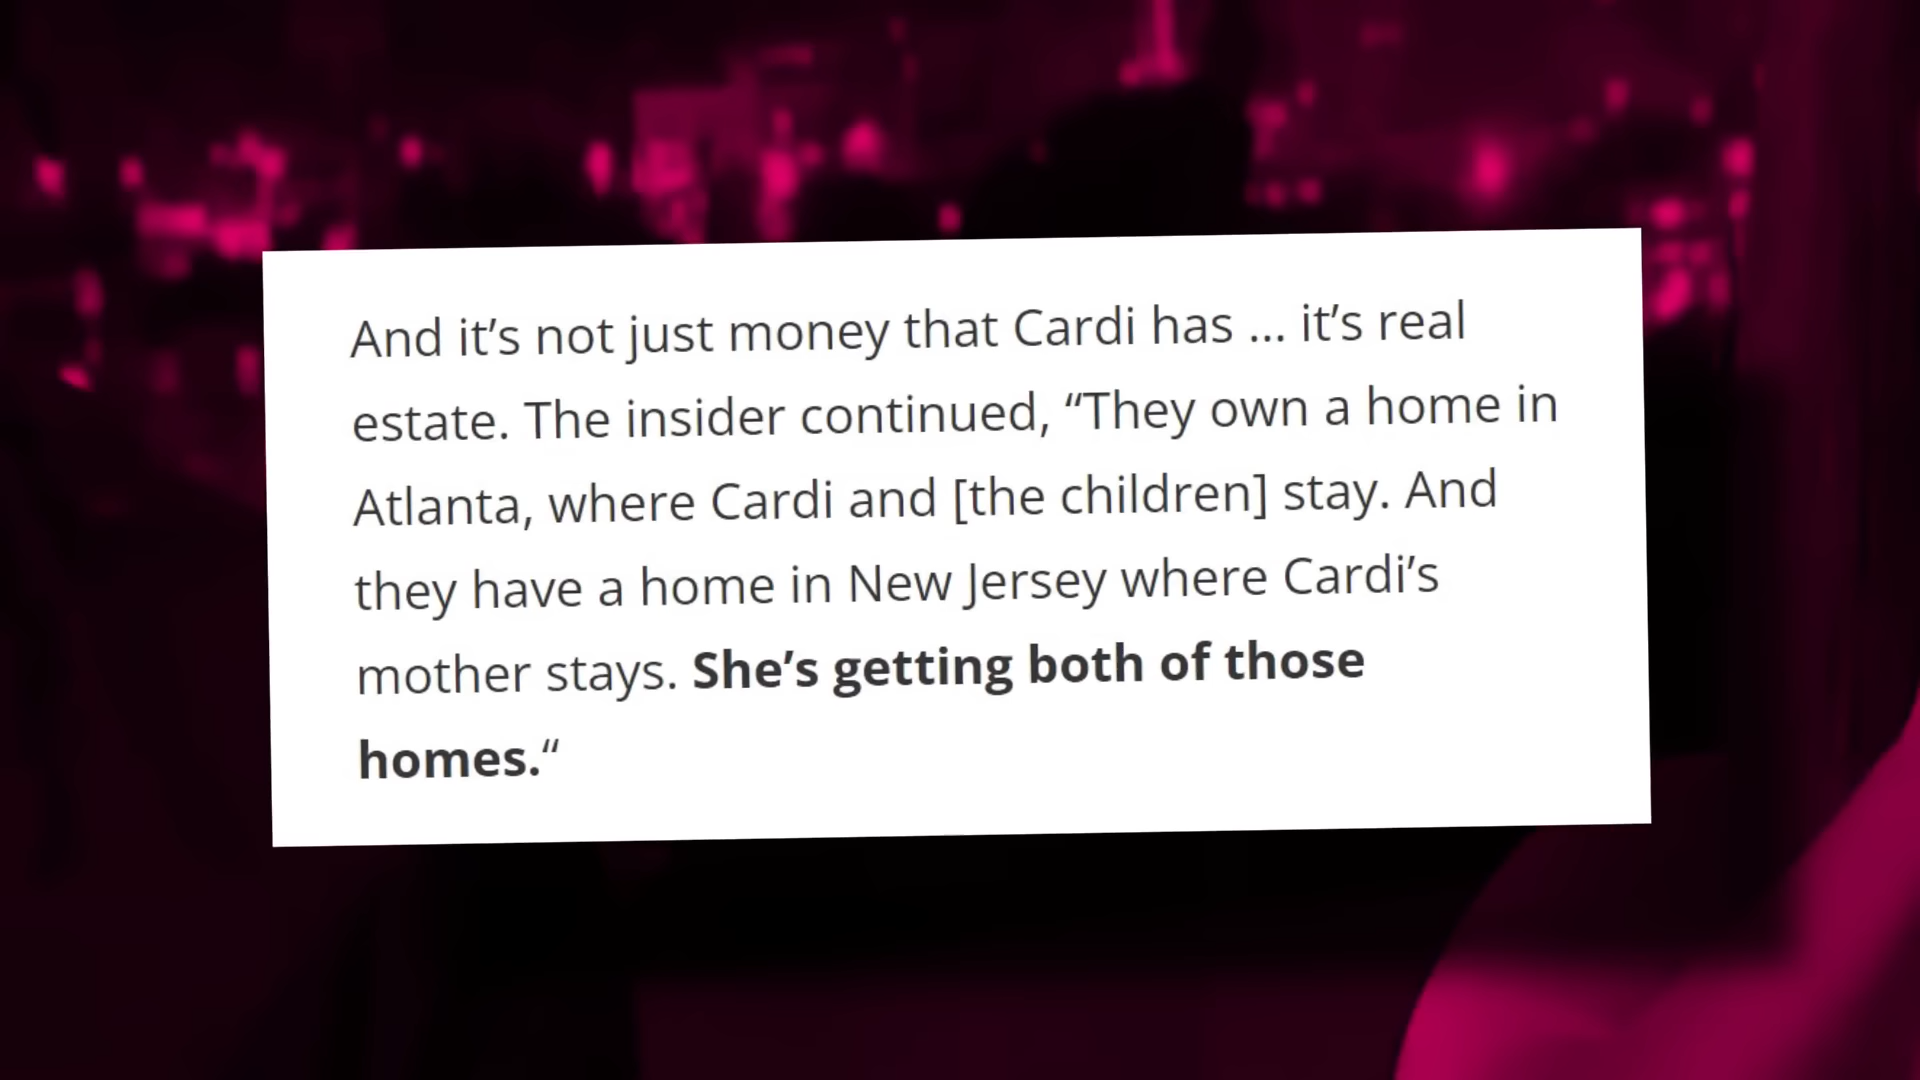 And it’s not just money that Cardi has ... it’s real
estate. The insider continued, “They own a home in
Atlanta, where Cardi and [the children] stay. And
they have a home in New Jersey where Cardi’s
mother stays. She’s getting both of those
homes.“